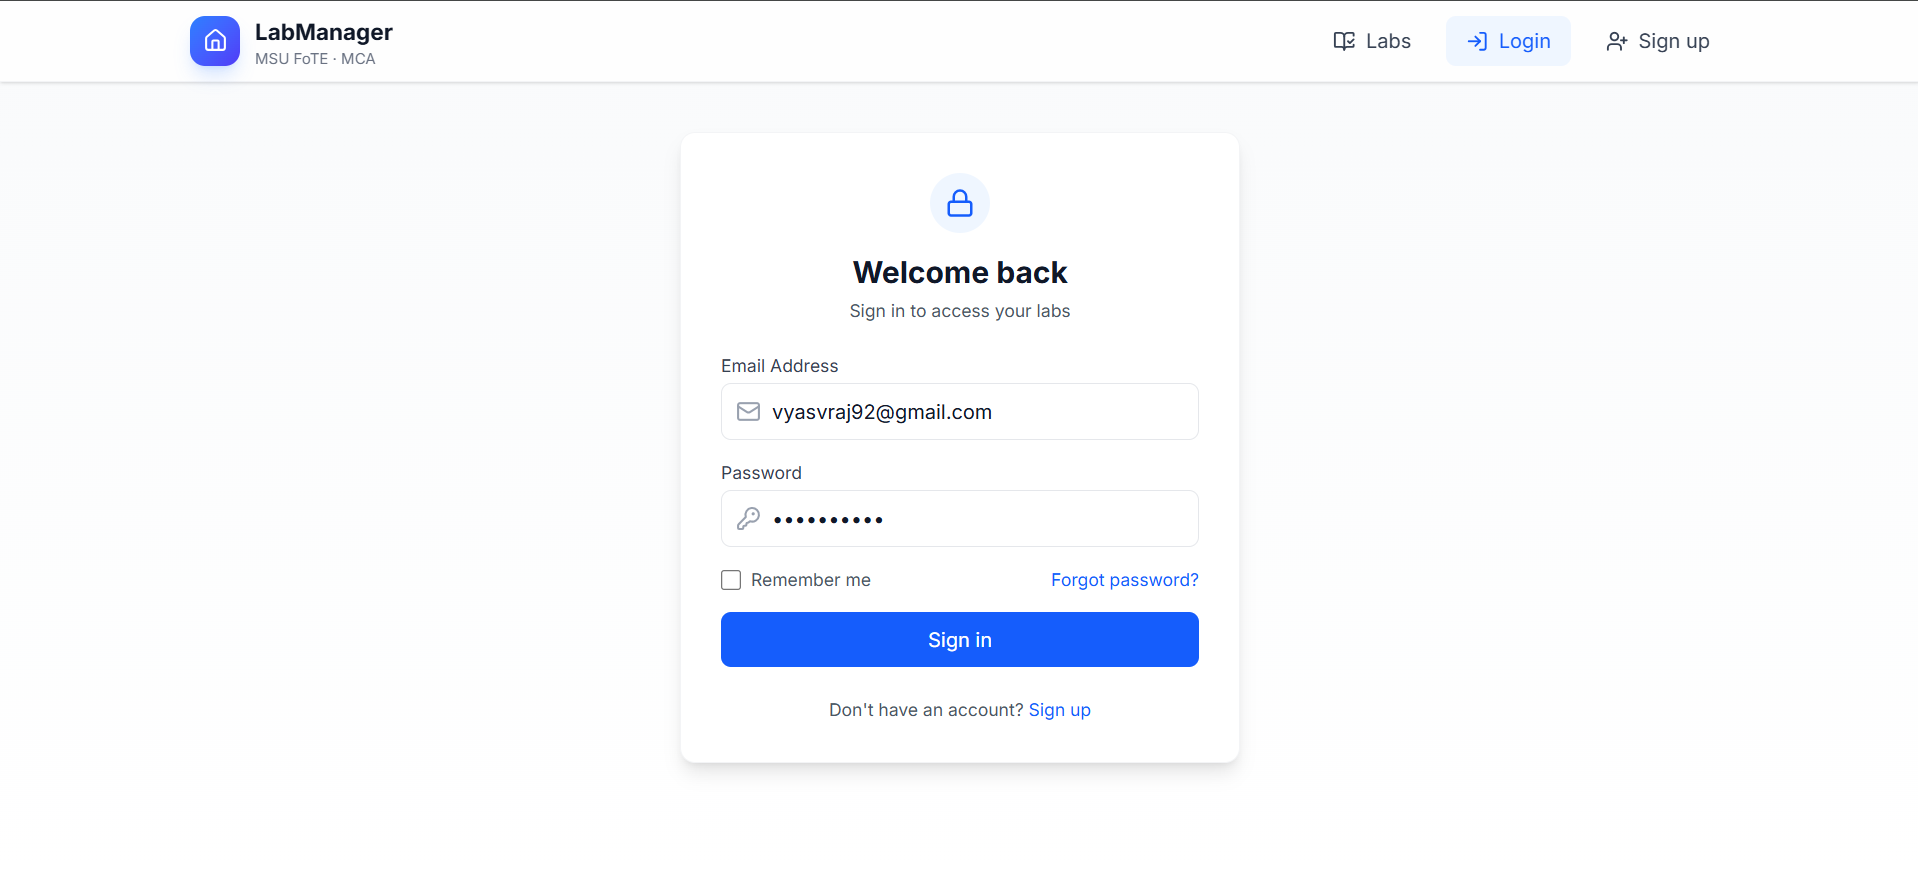 LabManager
MSU FoTE · MCA
Labs
Login
Sign up
Welcome back
Sign in to access your labs
Email Address
vyasvraj92@gmail.com
Password
••••••••••
Remember me
Forgot password?
Sign in
Don't have an account? Sign up